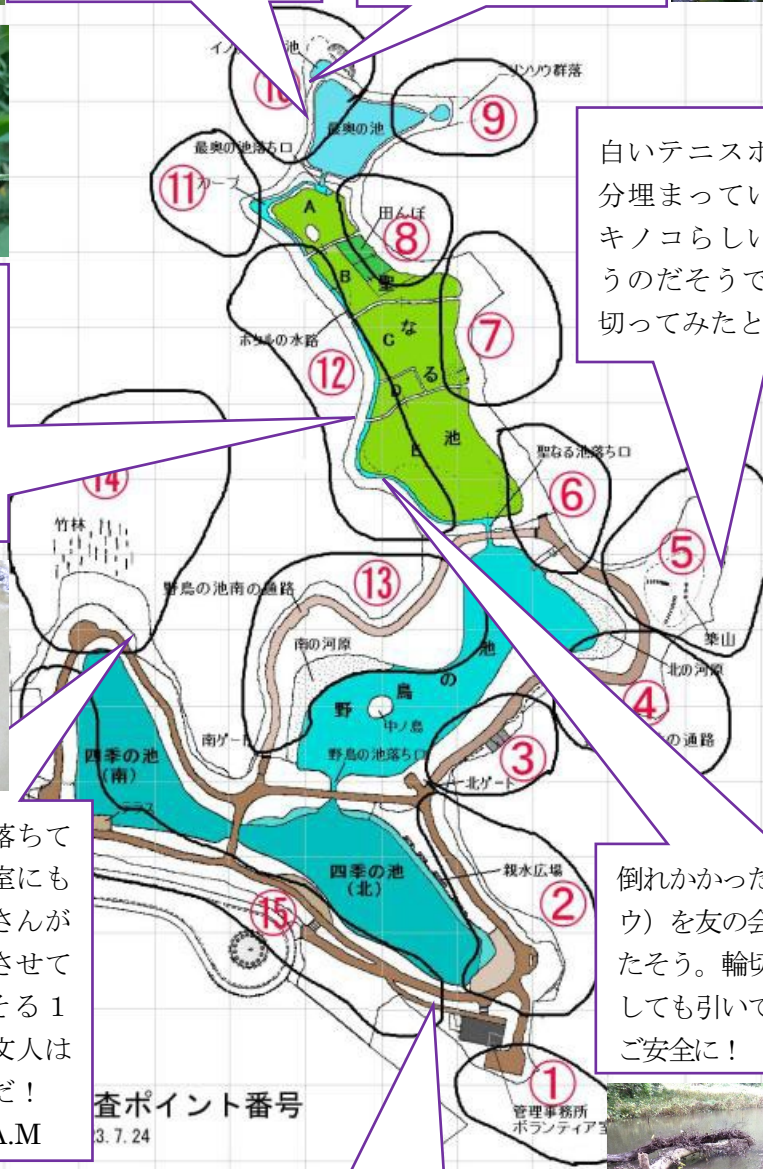 イノ
池
⑩
ニリンソウ群落
⑨
最奥の池
最奥の池落ち口
⑪
カーブ
A
田んぼ
⑧
B
聖
な
C
る
D
E
池
⑦
ホタルの水路
⑫
聖なる池落ち口
⑥
⑤
築山
北の河原
④
の通路
⑭
竹林
⑬
野鳥の池南の通路
南の河原
野
鳥
の
池
中ノ島
野鳥の池落ち口
③
北ゲート
南ゲート
四季の池
(南)
テラス
四季の池
(北)
親水広場
②
⑮
①
管理事務所
ボランティア室
査ポイント番号
3.7.24
白いテニスボ
分埋まってい
キノコらしい
うのだそうで
切ってみたと
落ちて
室にも
さんが
させて
そる1
文人は
だ!
A.M
倒れかかった
ウ)を友の会
たそう。輪切
しても引いて
ご安全に!